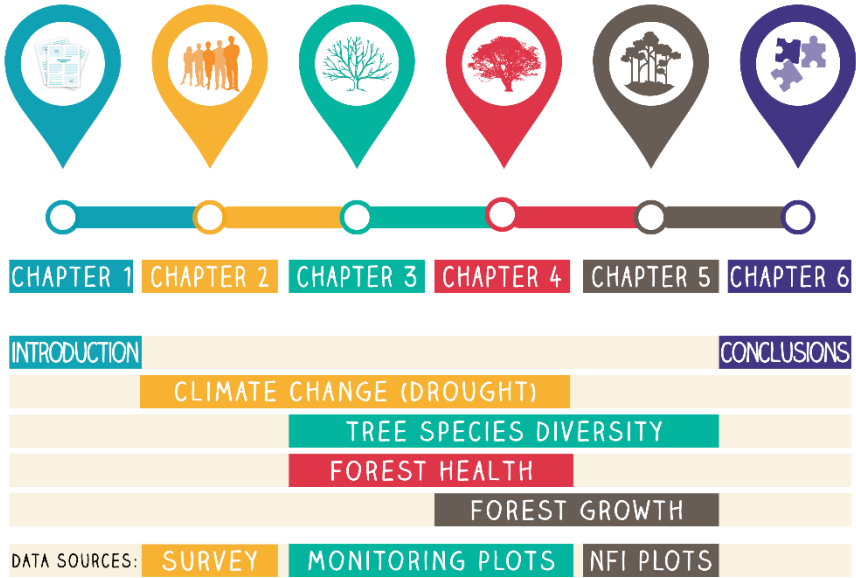 CHAPTER 1 CHAPTER 2 CHAPTER 3 CHAPTER 4 CHAPTER 5 CHAPTER 6
INTRODUCTION CONCLUSIONS
CLIMATE CHANGE (DROUGHT)
TREE SPECIES DIVERSITY
FOREST HEALTH
FOREST GROWTH
DATA SOURCES: SURVEY MONITORING PLOTS NFI PLOTS